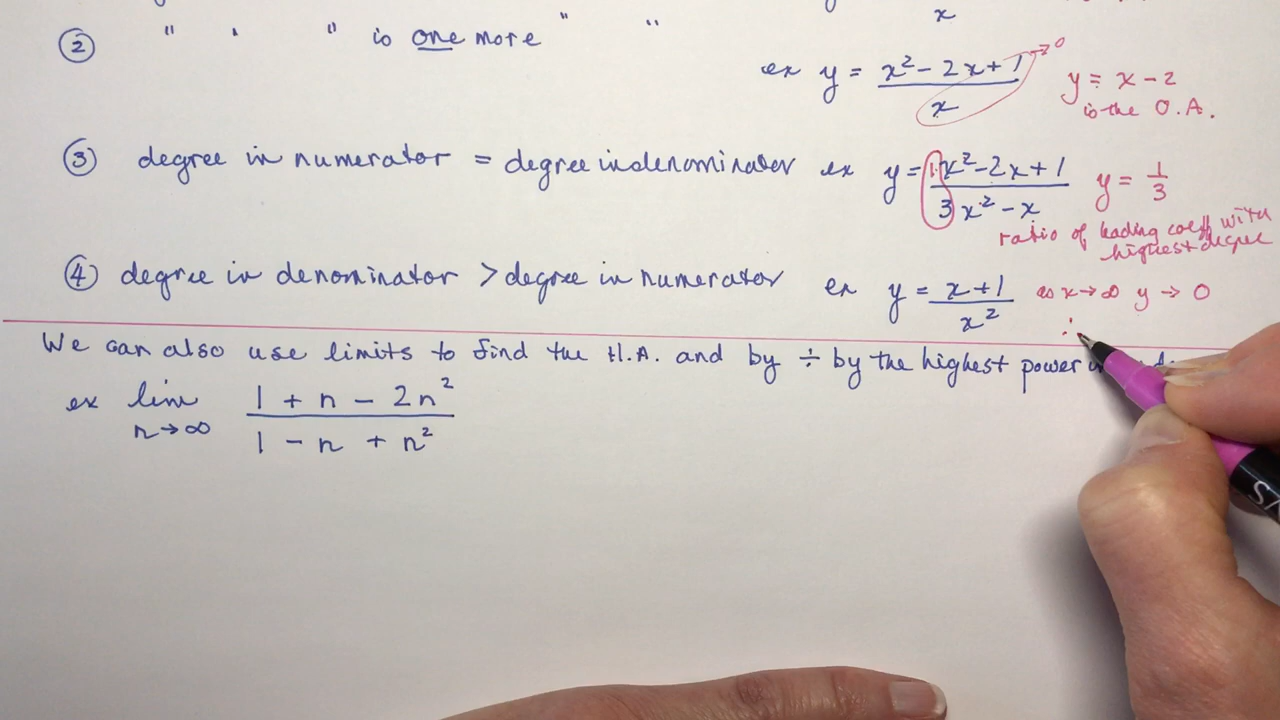 x
② " " " is one more " "
ex y = x² - 2x + 1 / x → 0 y = x - 2
is the O.A.
③ degree in numerator = degree in denominator ex y = 1x² - 2x + 1 / 3x² - x y = 1/3
ratio of leading coeff with
highest degree
④ degree in denominator > degree in numerator ex y = x + 1 / x² as x → ∞ y → 0
∴
We can also use limits to find the H.A. and by ÷ by the highest power
ex lim n → ∞ 1 + n - 2n² / 1 - n + n²